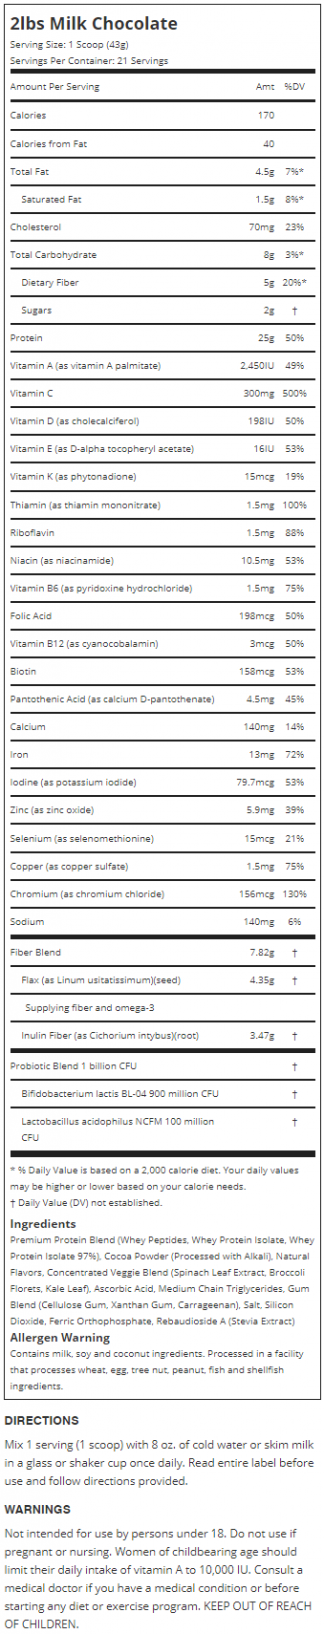 2lbs Milk Chocolate
Serving Size: 1 Scoop (43g)
Servings Per Container: 21 Servings
Amount Per Serving Amt %DV
Calories 170
Calories from Fat 40
Total Fat 4.5g 7%*
Saturated Fat 1.5g 8%*
Cholesterol 70mg 23%
Total Carbohydrate 8g 3%*
Dietary Fiber 5g 20%*
Sugars 2g †
Protein 25g 50%
Vitamin A (as vitamin A palmitate) 2,450IU 49%
Vitamin C 300mg 500%
Vitamin D (as cholecalciferol) 198IU 50%
Vitamin E (as D-alpha tocopheryl acetate) 16IU 53%
Vitamin K (as phytonadione) 15mcg 19%
Thiamin (as thiamin mononitrate) 1.5mg 100%
Riboflavin 1.5mg 88%
Niacin (as niacinamide) 10.5mg 53%
Vitamin B6 (as pyridoxine hydrochloride) 1.5mg 75%
Folic Acid 198mcg 50%
Vitamin B12 (as cyanocobalamin) 3mcg 50%
Biotin 158mcg 53%
Pantothenic Acid (as calcium D-pantothenate) 4.5mg 45%
Calcium 140mg 14%
Iron 13mg 72%
Iodine (as potassium iodide) 79.7mcg 53%
Zinc (as zinc oxide) 5.9mg 39%
Selenium (as selenomethionine) 15mcg 21%
Copper (as copper sulfate) 1.5mg 75%
Chromium (as chromium chloride) 156mcg 130%
Sodium 140mg 6%
Fiber Blend 7.82g †
Flax (as Linum usitatissimum)(seed) 4.35g †
Supplying fiber and omega-3
Inulin Fiber (as Cichorium intybus)(root) 3.47g †
Probiotic Blend 1 billion CFU †
Bifidobacterium lactis BL-04 900 million CFU †
Lactobacillus acidophilus NCFM 100 million †
CFU
* % Daily Value is based on a 2,000 calorie diet. Your daily values
may be higher or lower based on your calorie needs.
† Daily Value (DV) not established.
Ingredients
Premium Protein Blend (Whey Peptides, Whey Protein Isolate, Whey
Protein Isolate 97%), Cocoa Powder (Processed with Alkali), Natural
Flavors, Concentrated Veggie Blend (Spinach Leaf Extract, Broccoli
Florets, Kale Leaf), Ascorbic Acid, Medium Chain Triglycerides, Gum
Blend (Cellulose Gum, Xanthan Gum, Carrageenan), Salt, Silicon
Dioxide, Ferric Orthophosphate, Rebaudioside A (Stevia Extract)
Allergen Warning
Contains milk, soy and coconut ingredients. Processed in a facility
that processes wheat, egg, tree nut, peanut, fish and shellfish
ingredients.
DIRECTIONS
Mix 1 serving (1 scoop) with 8 oz. of cold water or skim milk
in a glass or shaker cup once daily. Read entire label before
use and follow directions provided.
WARNINGS
Not intended for use by persons under 18. Do not use if
pregnant or nursing. Women of childbearing age should
limit their daily intake of vitamin A to 10,000 IU. Consult a
medical doctor if you have a medical condition or before
starting any diet or exercise program. KEEP OUT OF REACH
OF CHILDREN.